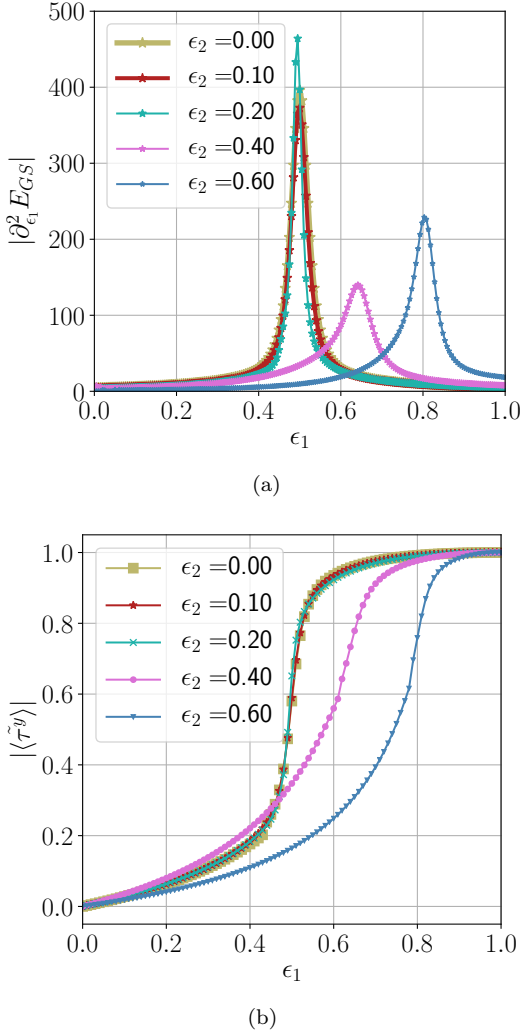 500
400
300
200
100
0
|∂²_{ϵ₁}E_{GS}|
ϵ₂ =0.00
ϵ₂ =0.10
ϵ₂ =0.20
ϵ₂ =0.40
ϵ₂ =0.60
0.0 0.2 0.4 0.6 0.8 1.0
ϵ₁
(a)
1.0
0.8
0.6
0.4
0.2
0.0
|⟨τ̃^y⟩|
ϵ₂ =0.00
ϵ₂ =0.10
ϵ₂ =0.20
ϵ₂ =0.40
ϵ₂ =0.60
0.0 0.2 0.4 0.6 0.8 1.0
ϵ₁
(b)